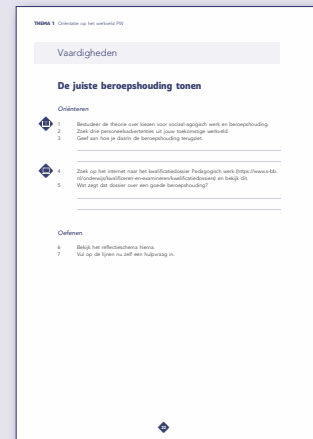 THEMA 1 Oriëntatie op het werkveld PW
Vaardigheden
De juiste beroepshouding tonen
Oriënteren
1 Bestudeer de theorie over kiezen voor sociaal-agogisch werk en beroepshouding.
2 Zoek drie personeelsadvertenties uit jouw toekomstige werkveld.
3 Geef aan hoe je daarin de beroepshouding terugziet.
4 Zoek op het internet naar het kwalificatiedossier Pedagogisch werk (https://www.s-bb.
nl/onderwijs/kwalificeren-en-examineren/kwalificatiedossiers) en bekijk dit.
5 Wat zegt dat dossier over een goede beroepshouding?
Oefenen
6 Bekijk het reflectieschema hierna.
7 Vul op de lijnen nu zelf een hulpvraag in.